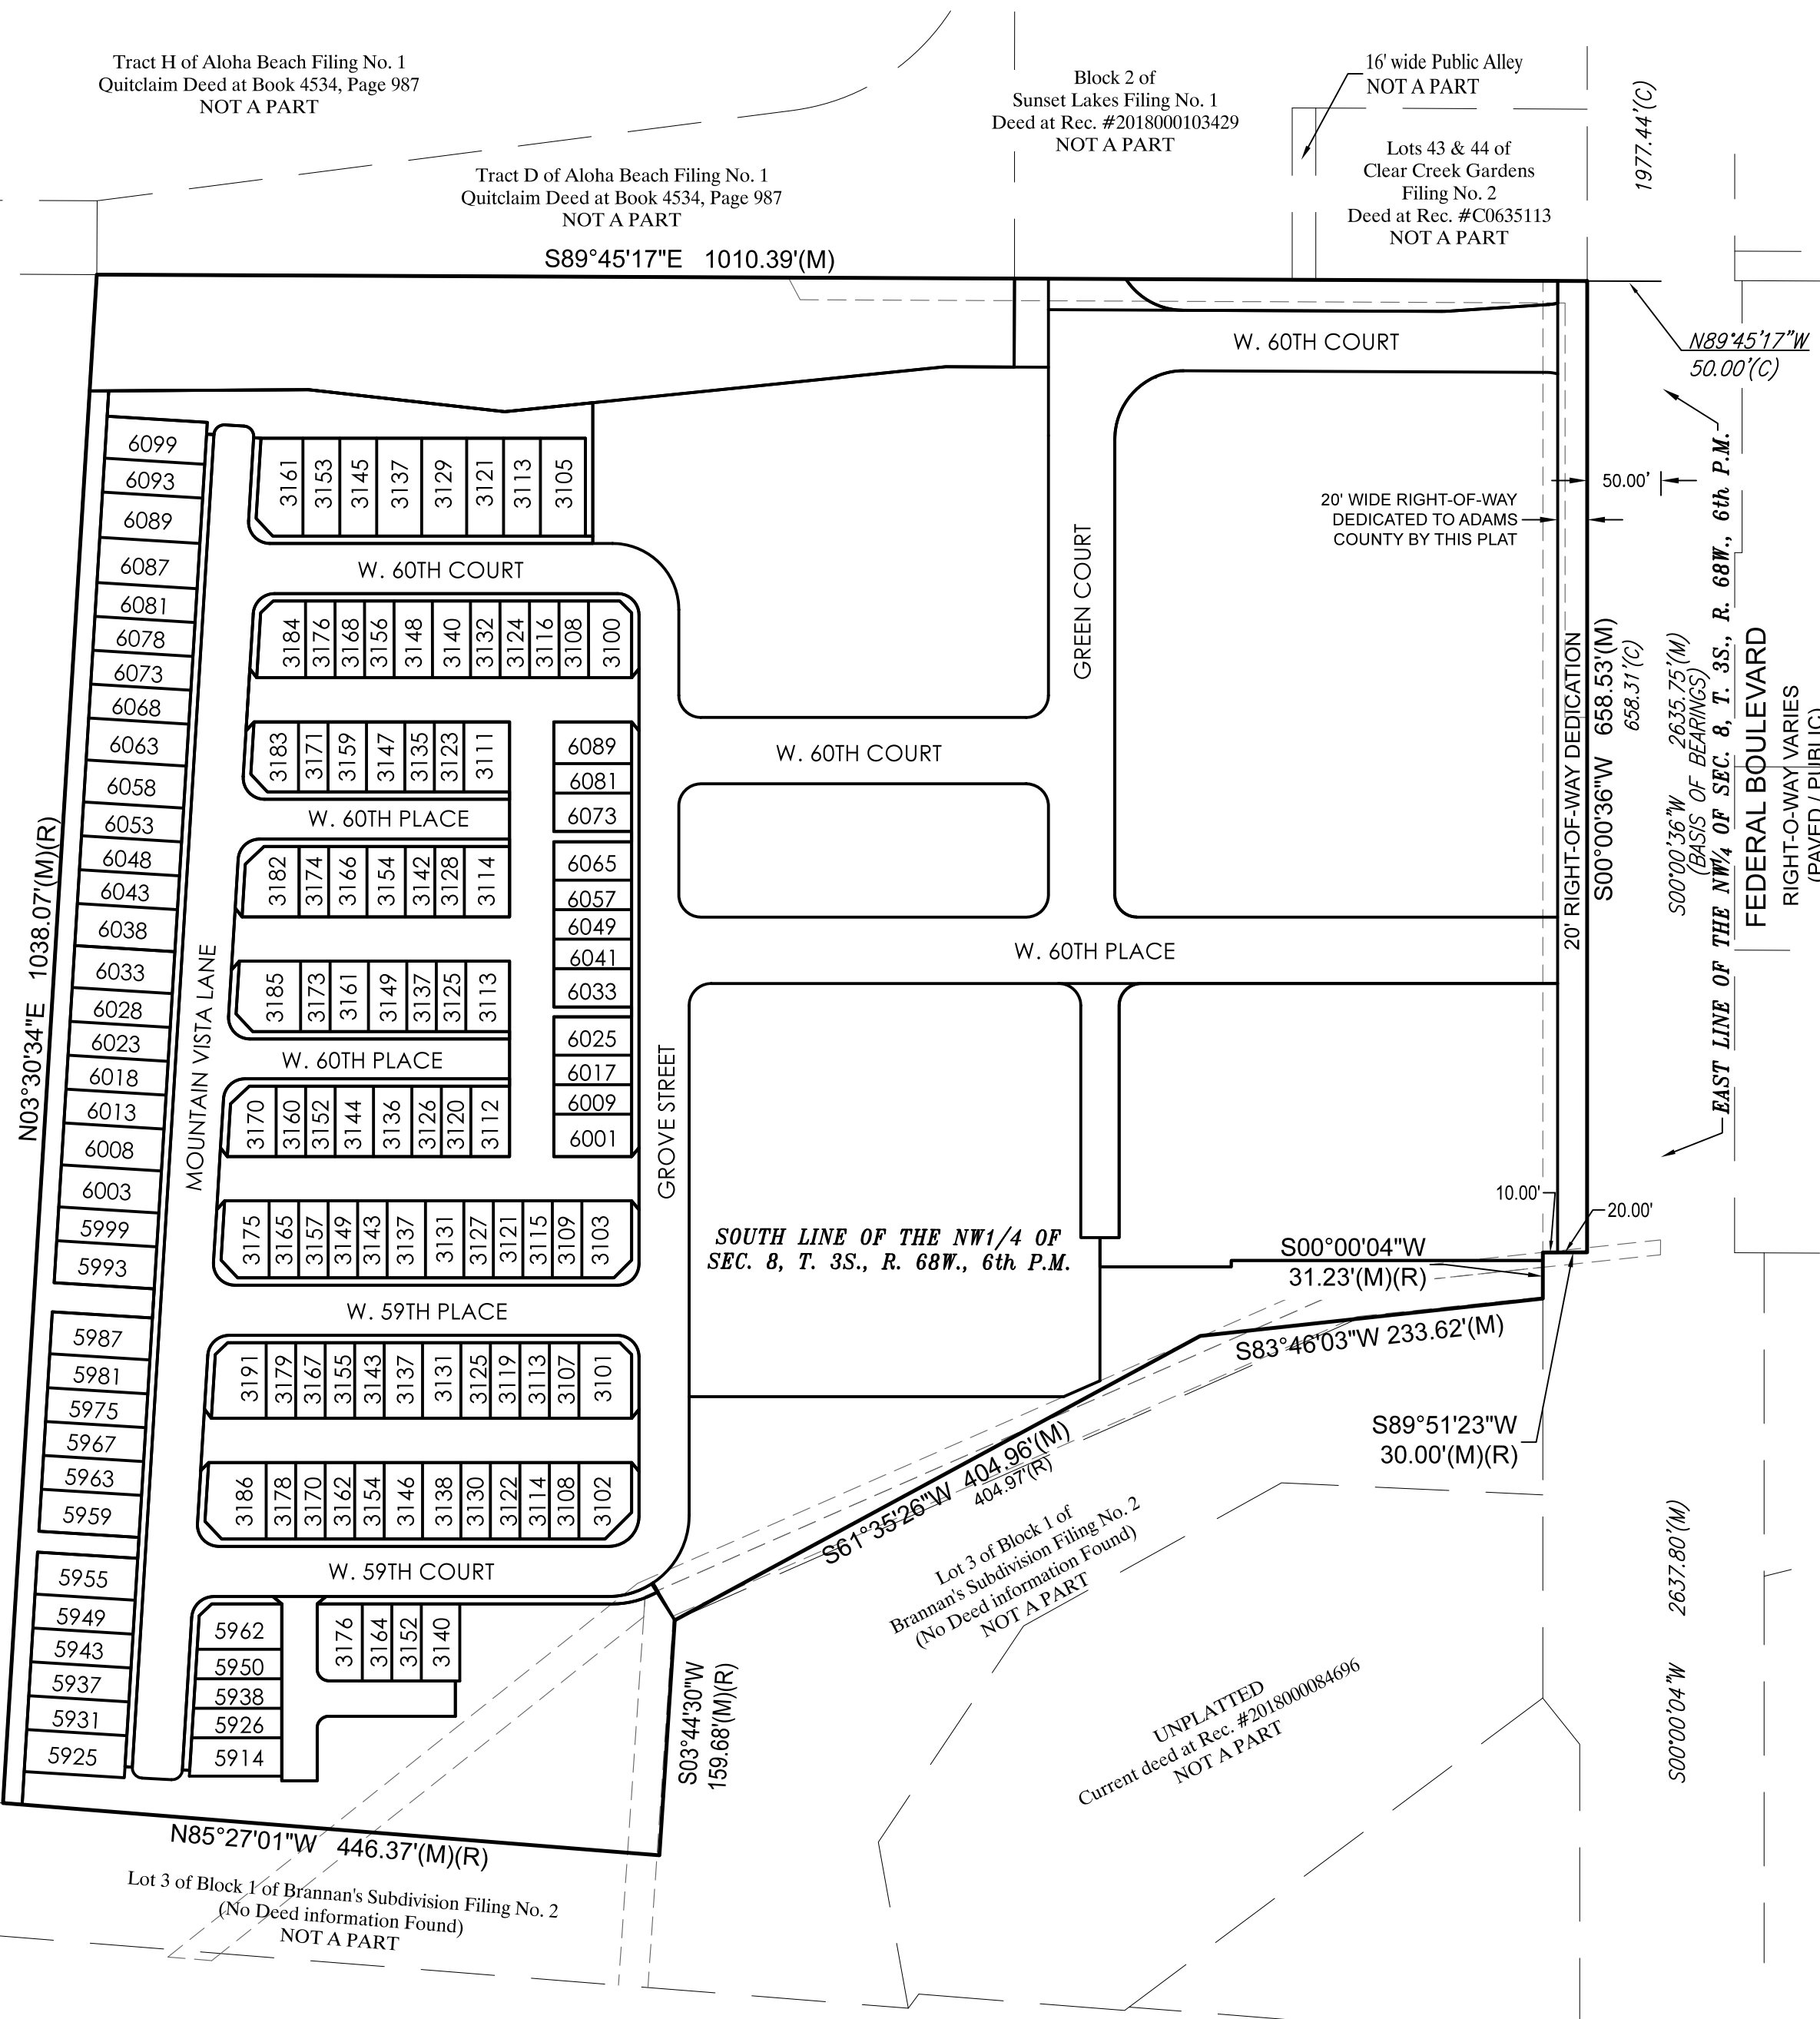 Tract H of Aloha Beach Filing No. 1
Quitclaim Deed at Book 4534, Page 987
NOT A PART
Block 2 of
Sunset Lakes Filing No. 1
Deed at Rec. #2018000103429
NOT A PART
16' wide Public Alley
NOT A PART
Lots 43 & 44 of
Clear Creek Gardens
Filing No. 2
Deed at Rec. #C0635113
NOT A PART
1977.44'(C)
Tract D of Aloha Beach Filing No. 1
Quitclaim Deed at Book 4534, Page 987
NOT A PART
S89°45'17"E 1010.39'(M)
N89°45'17"W
50.00'(C)
W. 60TH COURT
50.00'
20' WIDE RIGHT-OF-WAY
DEDICATED TO ADAMS
COUNTY BY THIS PLAT
GREEN COURT
20' RIGHT-OF-WAY DEDICATION
S00°00'36"W 658.53'(M)
658.31'(C)
S00°00'36"W 2635.75'(M)
(BASIS OF BEARINGS)
EAST LINE OF THE NW1/4 OF SEC. 8, T. 3S., R. 68W., 6th P.M.
FEDERAL BOULEVARD
RIGHT-O-WAY VARIES
(PAVED / PUBLIC)
6099
6093
6089
6087
6081
6078
6073
6068
6063
6058
6053
6048
6043
6038
6033
6028
6023
6018
6013
6008
6003
5999
5993
5987
5981
5975
5967
5963
5959
5955
5949
5943
5937
5931
5925
N03°30'34"E 1038.07'(M)(R)
MOUNTAIN VISTA LANE
3161 3153 3145 3137 3129 3121 3113 3105
W. 60TH COURT
3184 3176 3168 3156 3148 3140 3132 3124 3116 3108 3100
3183 3171 3159 3147 3135 3123 3111
W. 60TH PLACE
3182 3174 3166 3154 3142 3128 3114
3185 3173 3161 3149 3137 3125 3113
W. 60TH PLACE
3170 3160 3152 3144 3136 3126 3120 3112
6089
6081
6073
6065
6057
6049
6041
6033
6025
6017
6009
6001
GROVE STREET
W. 60TH COURT
W. 60TH PLACE
3175 3165 3157 3149 3143 3137 3131 3127 3121 3115 3109 3103
W. 59TH PLACE
3191 3179 3167 3155 3143 3137 3131 3125 3119 3113 3107 3101
3186 3178 3170 3162 3154 3146 3138 3130 3122 3114 3108 3102
W. 59TH COURT
5962
5950
5938
5926
5914
3176 3164 3152 3140
SOUTH LINE OF THE NW1/4 OF
SEC. 8, T. 3S., R. 68W., 6th P.M.
10.00'
20.00'
S00°00'04"W
31.23'(M)(R)
S83°46'03"W 233.62'(M)
S89°51'23"W
30.00'(M)(R)
S61°35'26"W 404.96'(M)
404.97'(R)
Lot 3 of Block 1 of
Brannan's Subdivision Filing No. 2
(No Deed information Found)
NOT A PART
UNPLATTED
Current deed at Rec. #2018000084696
NOT A PART
S03°44'30"W
159.68'(M)(R)
S00°00'04"W 2637.80'(M)
N85°27'01"W 446.37'(M)(R)
Lot 3 of Block 1 of Brannan's Subdivision Filing No. 2
(No Deed information Found)
NOT A PART